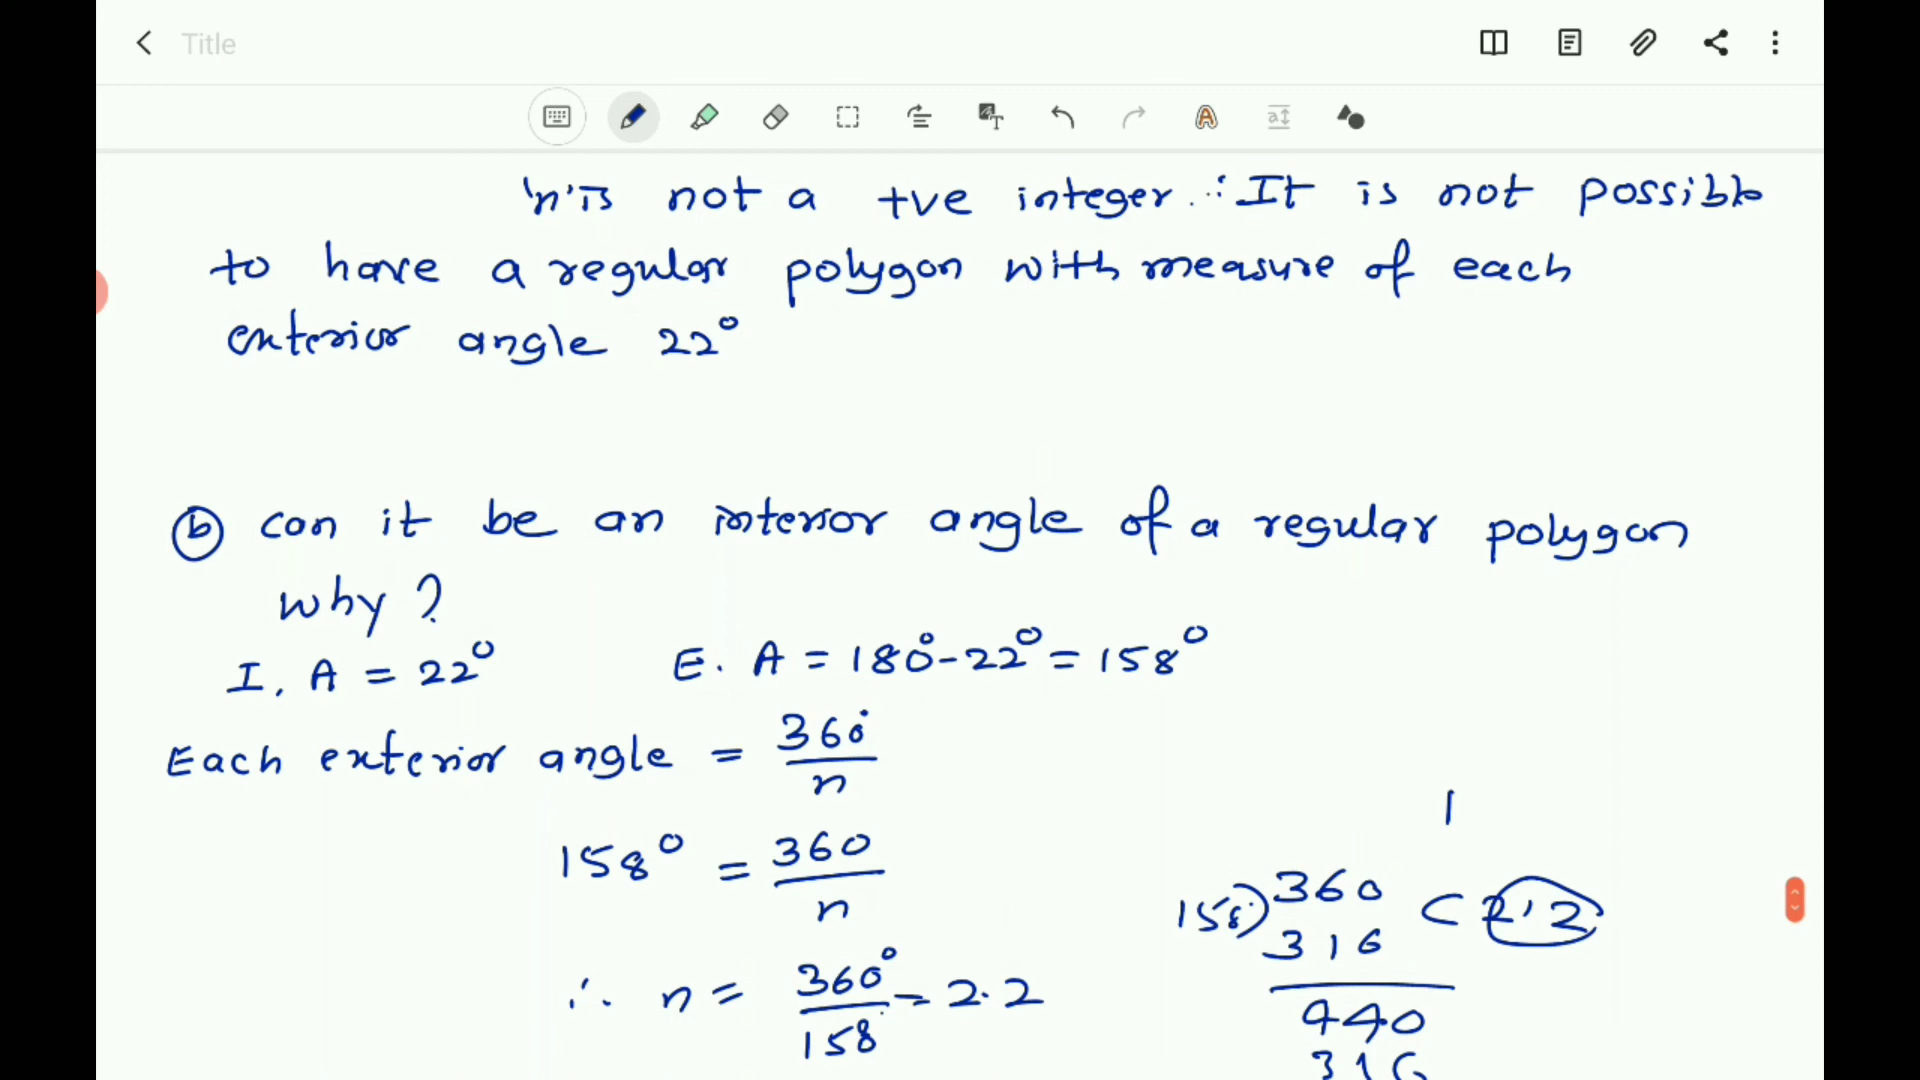 Title
'n' is not a +ve integer. ∴ It is not possible
to have a regular polygon with measure of each
exterior angle 22°
ⓑ can it be an interior angle of a regular polygon
why ?
I. A = 22° E. A = 180° - 22° = 158°
Each exterior angle = 360° / n
158° = 360 / n
∴ n = 360° / 158 = 2.2
1
158) 360 ( 2.2
316
440
316